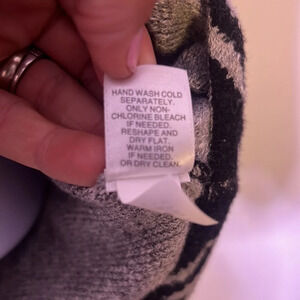 HAND WASH COLD
SEPARATELY.
ONLY NON-
CHLORINE BLEACH
IF NEEDED.
RESHAPE AND
DRY FLAT.
WARM IRON
IF NEEDED.
OR DRY CLEAN.